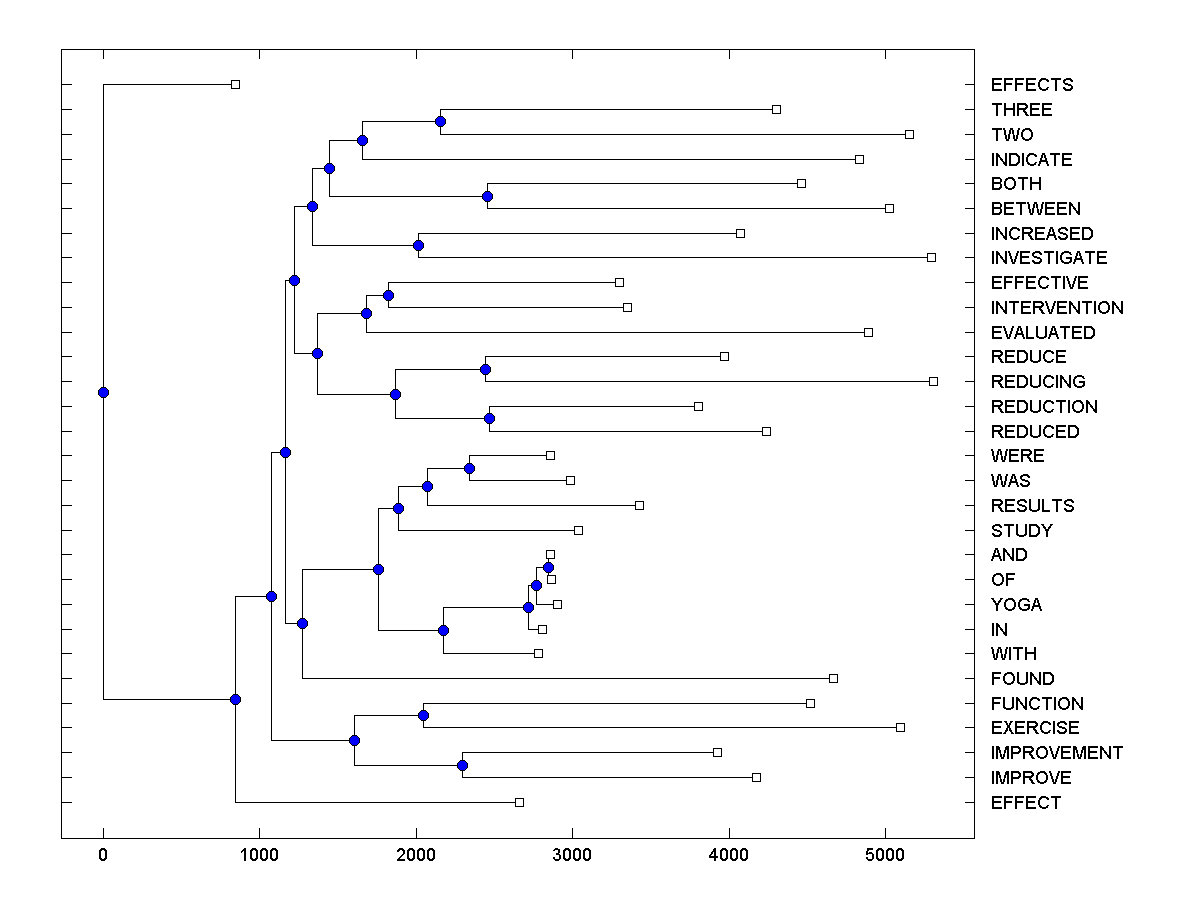 EFFECTS
THREE
TWO
INDICATE
BOTH
BETWEEN
INCREASED
INVESTIGATE
EFFECTIVE
INTERVENTION
EVALUATED
REDUCE
REDUCING
REDUCTION
REDUCED
WERE
WAS
RESULTS
STUDY
AND
OF
YOGA
IN
WITH
FOUND
FUNCTION
EXERCISE
IMPROVEMENT
IMPROVE
EFFECT
0 1000 2000 3000 4000 5000